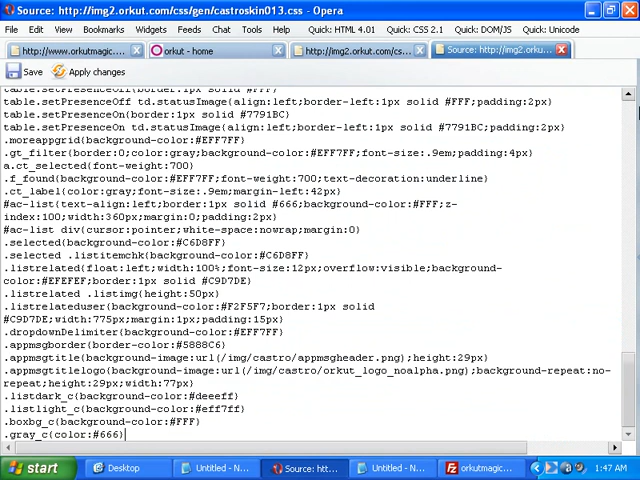 Source: http://img2.orkut.com/css/gen/castroskin013.css - Opera
File Edit View Bookmarks Widgets Feeds Chat Tools Help Quick: HTML 4.01 Quick: CSS 2.1 Quick: DOM/JS Quick: Unicode
http://www.orkutmagic.... orkut - home http://img2.orkut.com/cs... Source: http://img2.orku...
Save Apply changes
table.setPresenceOff{border:1px solid #FFF}
table.setPresenceOff td.statusImage{align:left;border-left:1px solid #FFF;padding:2px}
table.setPresenceOn{border:1px solid #7791BC}
table.setPresenceOn td.statusImage{align:left;border-left:1px solid #7791BC;padding:2px}
.moreappgrid{background-color:#EFF7FF}
.gt_filter{border:0;color:gray;background-color:#EFF7FF;font-size:.9em;padding:4px}
a.ct_selected{font-weight:700}
.f_found{background-color:#EFF7FF;font-weight:700;text-decoration:underline}
.ct_label{color:gray;font-size:.9em;margin-left:42px}
#ac-list{text-align:left;border:1px solid #666;background-color:#FFF;z-
index:100;width:360px;margin:0;padding:2px}
#ac-list div{cursor:pointer;white-space:nowrap;margin:0}
.selected{background-color:#C6D8FF}
.selected .listitemchk{background-color:#C6D8FF}
.listrelated{float:left;width:100%;font-size:12px;overflow:visible;background-
color:#EFEFEF;border:1px solid #C9D7DE}
.listrelated .listimg{height:50px}
.listrelateduser{background-color:#F2F5F7;border:1px solid
#C9D7DE;width:775px;margin:1px;padding:15px}
.dropdownDelimiter{background-color:#EFF7FF}
.appmsgborder{background-color:#5888C6}
.appmsgtitle{background-image:url(/img/castro/appmsgheader.png);height:29px}
.appmsgtitlelogo{background-image:url(/img/castro/orkut_logo_noalpha.png);background-repeat:no-
repeat;height:29px;width:77px}
.listdark_c{background-color:#deeeff}
.listlight_c{background-color:#eff7ff}
.boxbg_c{background-color:#FFF}
.gray_c{color:#666}
start Desktop Untitled - N... Source: htt... Untitled - N... orkutmagic... 1:47 AM